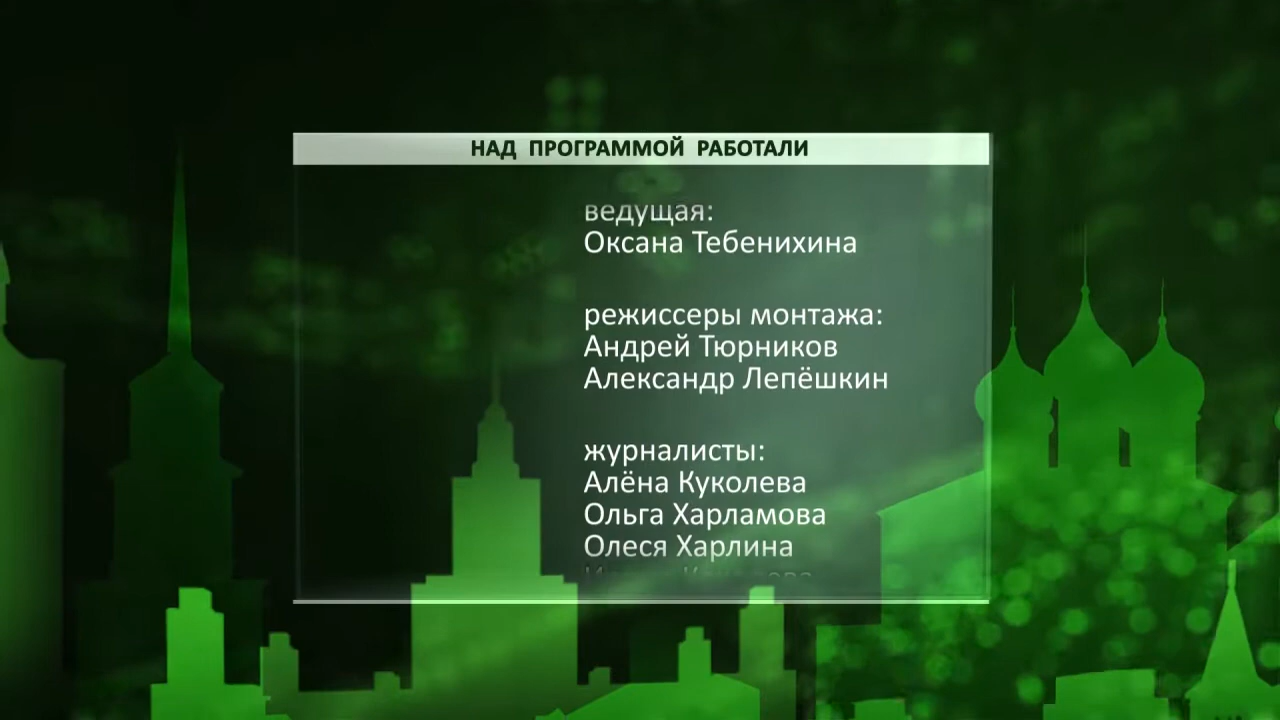 НАД ПРОГРАММОЙ РАБОТАЛИ
ведущая:
Оксана Тебенихина
режиссеры монтажа:
Андрей Тюрников
Александр Лепёшкин
журналисты:
Алёна Куколева
Ольга Харламова
Олеся Харлина